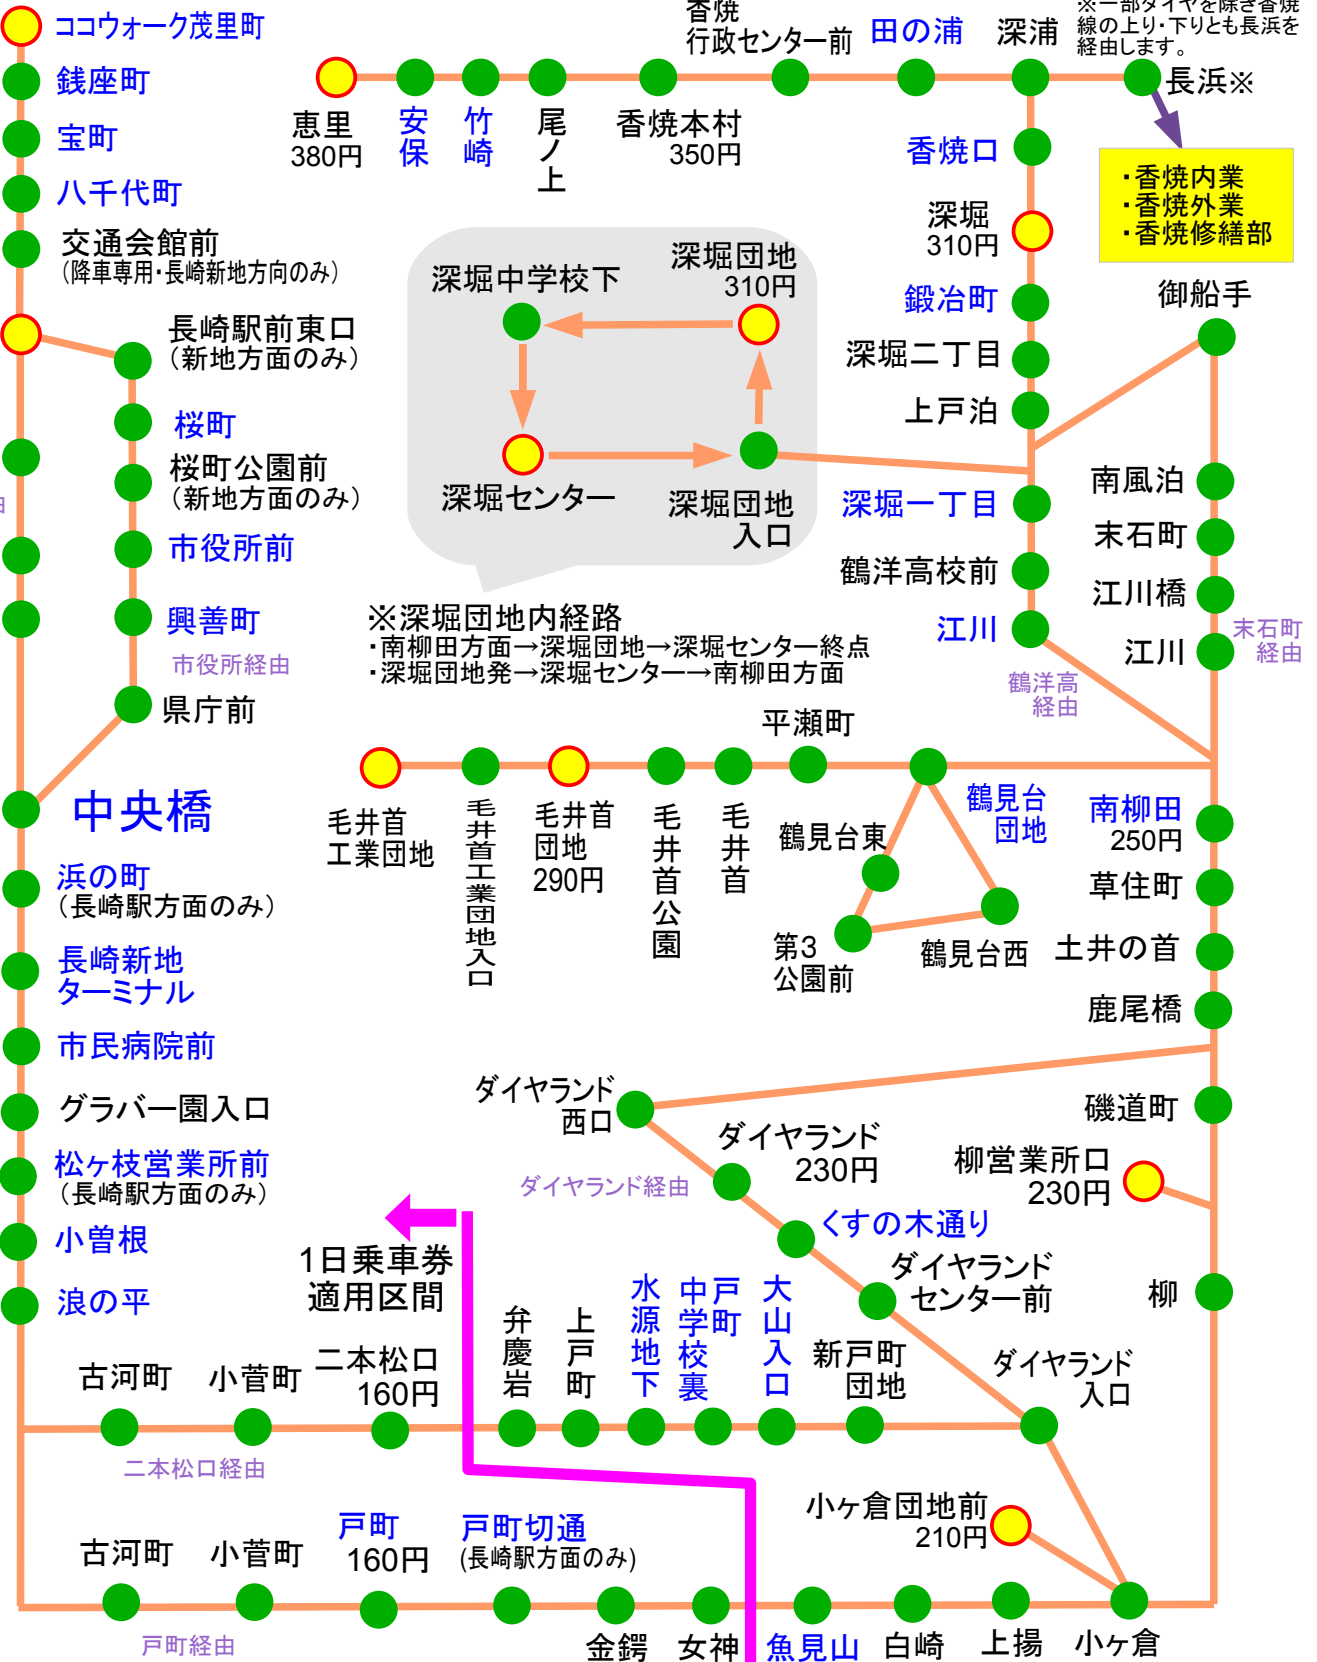 ココウォーク茂里町
銭座町
宝町
八千代町
交通会館前
（降車専用・長崎新地方向のみ）
長崎駅前東口
（新地方面のみ）
桜町
桜町公園前
（新地方面のみ）
市役所前
興善町
市役所経由
県庁前
中央橋
浜の町
（長崎駅方面のみ）
長崎新地
ターミナル
市民病院前
グラバー園入口
松ヶ枝営業所前
（長崎駅方面のみ）
小曽根
浪の平
香焼
行政センター前
田の浦
深浦
※一部ダイヤを除き香焼
線の上り・下りとも長浜を
経由します。
長浜※
恵里
380円
安保
竹崎
尾ノ上
香焼本村
350円
香焼口
・香焼内業
・香焼外業
・香焼修繕部
深堀
310円
鍛冶町
深堀二丁目
上戸泊
御船手
深堀中学校下
深堀団地
310円
深堀センター
深堀団地
入口
深堀一丁目
鶴洋高校前
江川
鶴洋高
経由
南風泊
末石町
江川橋
江川
末石町
経由
※深堀団地内経路
・南柳田方面→深堀団地→深堀センター終点
・深堀団地発→深堀センター→南柳田方面
平瀬町
毛井首
工業団地
毛井首工業団地入口
毛井首
団地
290円
毛井首公園
毛井首
鶴見台
団地
鶴見台東
第3
公園前
鶴見台西
南柳田
250円
草住町
土井の首
鹿尾橋
ダイヤランド
西口
ダイヤランド
230円
ダイヤランド経由
くすの木通り
ダイヤランド
センター前
磯道町
柳営業所口
230円
柳
1日乗車券
適用区間
古河町
小菅町
二本松口
160円
弁慶岩
上戸町
水源地下
戸町
中学校裏
大山入口
新戸町
団地
ダイヤランド
入口
二本松口経由
小ヶ倉団地前
210円
古河町
小菅町
戸町
160円
戸町切通
（長崎駅方面のみ）
戸町経由
金鍔
女神
魚見山
白崎
上揚
小ヶ倉